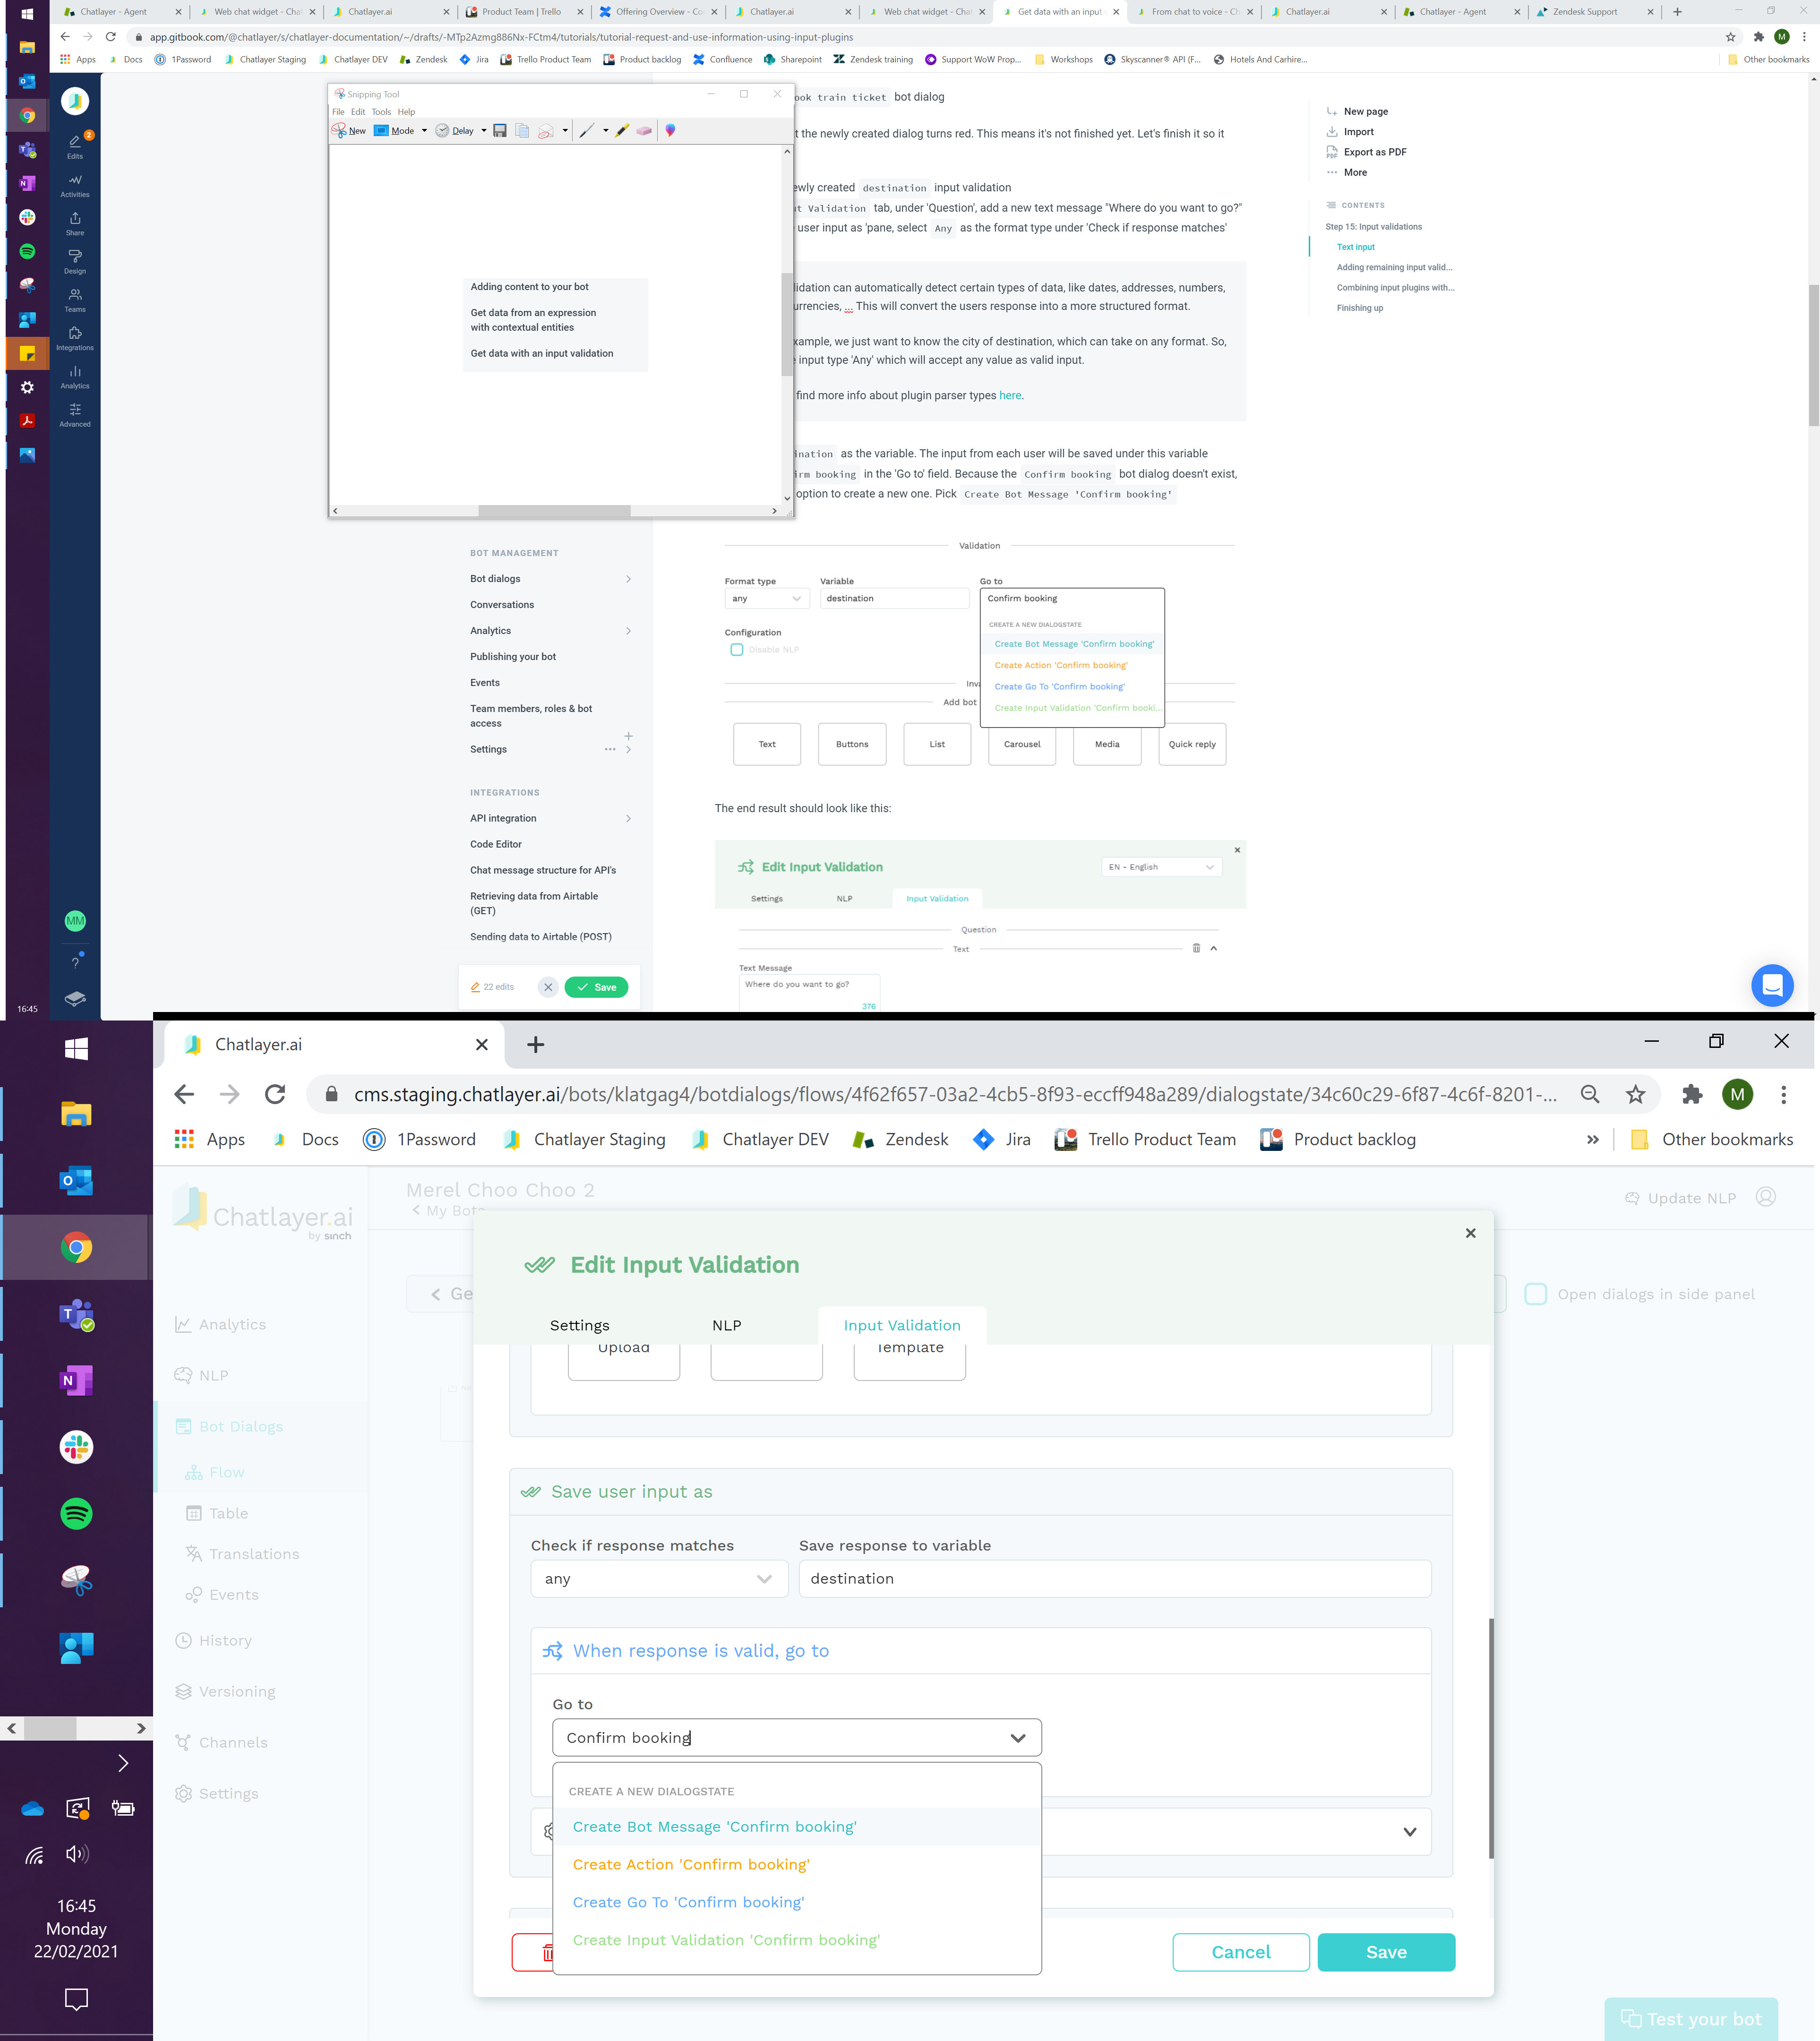 Chatlayer - Agent
Web chat widget - Chat
Chatlayer.ai
Product Team | Trello
Offering Overview - Co
Chatlayer.ai
Web chat widget - Chat
Get data with an input
From chat to voice - Ch
Chatlayer.ai
Chatlayer - Agent
Zendesk Support
app.gitbook.com/@chatlayer/s/chatlayer-documentation/~/drafts/-MTp2Azmg886Nx-FCtm4/tutorials/tutorial-request-and-use-information-using-input-plugins
M
Apps
Docs
1Password
Chatlayer Staging
Chatlayer DEV
Zendesk
Jira
Trello Product Team
Product backlog
Confluence
Sharepoint
Zendesk training
Support WoW Prop...
Workshops
Skyscanner® API (F...
Hotels And Carhire...
Other bookmarks
2
Edits
Activities
Share
Design
Teams
Integrations
Analytics
Advanced
MM
?
16:45
Snipping Tool
File Edit Tools Help
New
Mode
Delay
Adding content to your bot
Get data from an expression
with contextual entities
Get data with an input validation
ook train ticket bot dialog
t the newly created dialog turns red. This means it's not finished yet. Let's finish it so it
ewly created destination input validation
ut Validation tab, under 'Question', add a new text message "Where do you want to go?"
user input as 'pane, select Any as the format type under 'Check if response matches'
lidation can automatically detect certain types of data, like dates, addresses, numbers,
urrencies, ... This will convert the users response into a more structured format.
xample, we just want to know the city of destination, which can take on any format. So,
input type 'Any' which will accept any value as valid input.
find more info about plugin parser types here.
ination as the variable. The input from each user will be saved under this variable
irm booking in the 'Go to' field. Because the Confirm booking bot dialog doesn't exist,
option to create a new one. Pick Create Bot Message 'Confirm booking'
New page
Import
Export as PDF
More
CONTENTS
Step 15: Input validations
Text input
Adding remaining input valid...
Combining input plugins with...
Finishing up
BOT MANAGEMENT
Bot dialogs
Conversations
Analytics
Publishing your bot
Events
Team members, roles & bot
access
Settings
INTEGRATIONS
API integration
Code Editor
Chat message structure for API's
Retrieving data from Airtable
(GET)
Sending data to Airtable (POST)
22 edits
Save
Validation
Format type
Variable
Go to
any
destination
Confirm booking
CREATE A NEW DIALOGSTATE
Create Bot Message 'Confirm booking'
Create Action 'Confirm booking'
Create Go To 'Confirm booking'
Create Input Validation 'Confirm booki...
Configuration
Disable NLP
Inva
Add bot
Text
Buttons
List
Carousel
Media
Quick reply
The end result should look like this:
Edit Input Validation
EN - English
Settings
NLP
Input Validation
Question
Text
Text Message
Where do you want to go?
376
Chatlayer.ai
cms.staging.chatlayer.ai/bots/klatgag4/botdialogs/flows/4f62f657-03a2-4cb5-8f93-eccff948a289/dialogstate/34c60c29-6f87-4c6f-8201-...
M
Apps
Docs
1Password
Chatlayer Staging
Chatlayer DEV
Zendesk
Jira
Trello Product Team
Product backlog
»
Other bookmarks
Chatlayer.ai
by sinch
Merel Choo Choo 2
My Bots
Update NLP
Ge
Open dialogs in side panel
Analytics
NLP
Bot Dialogs
Flow
Table
Translations
Events
History
Versioning
Channels
Settings
Edit Input Validation
Settings
NLP
Input Validation
Upload
Template
Save user input as
Check if response matches
Save response to variable
any
destination
When response is valid, go to
Go to
Confirm booking
CREATE A NEW DIALOGSTATE
Create Bot Message 'Confirm booking'
Create Action 'Confirm booking'
Create Go To 'Confirm booking'
Create Input Validation 'Confirm booking'
Cancel
Save
Test your bot
16:45
Monday
22/02/2021